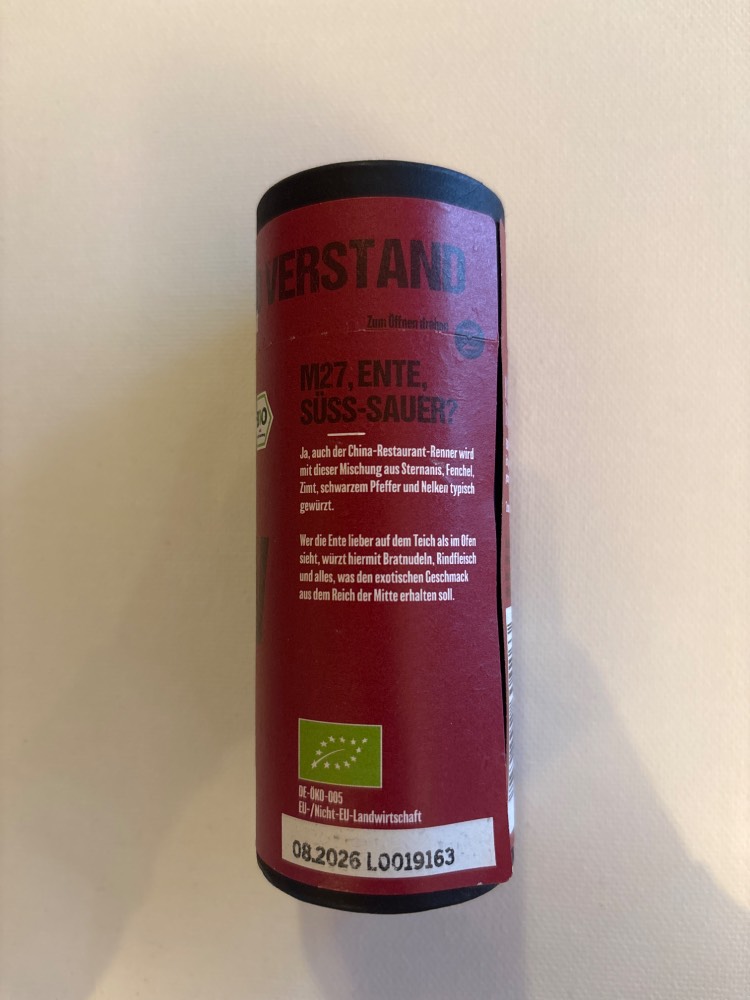 VERSTAND
Zum Öffnen drehen
BIO
M27, ENTE,
SÜSS-SAUER?
Ja, auch der China-Restaurant-Renner wird
mit dieser Mischung aus Sternanis, Fenchel,
Zimt, schwarzem Pfeffer und Nelken typisch
gewürzt.
Wer die Ente lieber auf dem Teich als im Ofen
sieht, würzt hiermit Bratnudeln, Rindfleisch
und alles, was den exotischen Geschmack
aus dem Reich der Mitte erhalten soll.
DE-ÖKO-005
EU-/Nicht-EU-Landwirtschaft
08.2026 L0019163